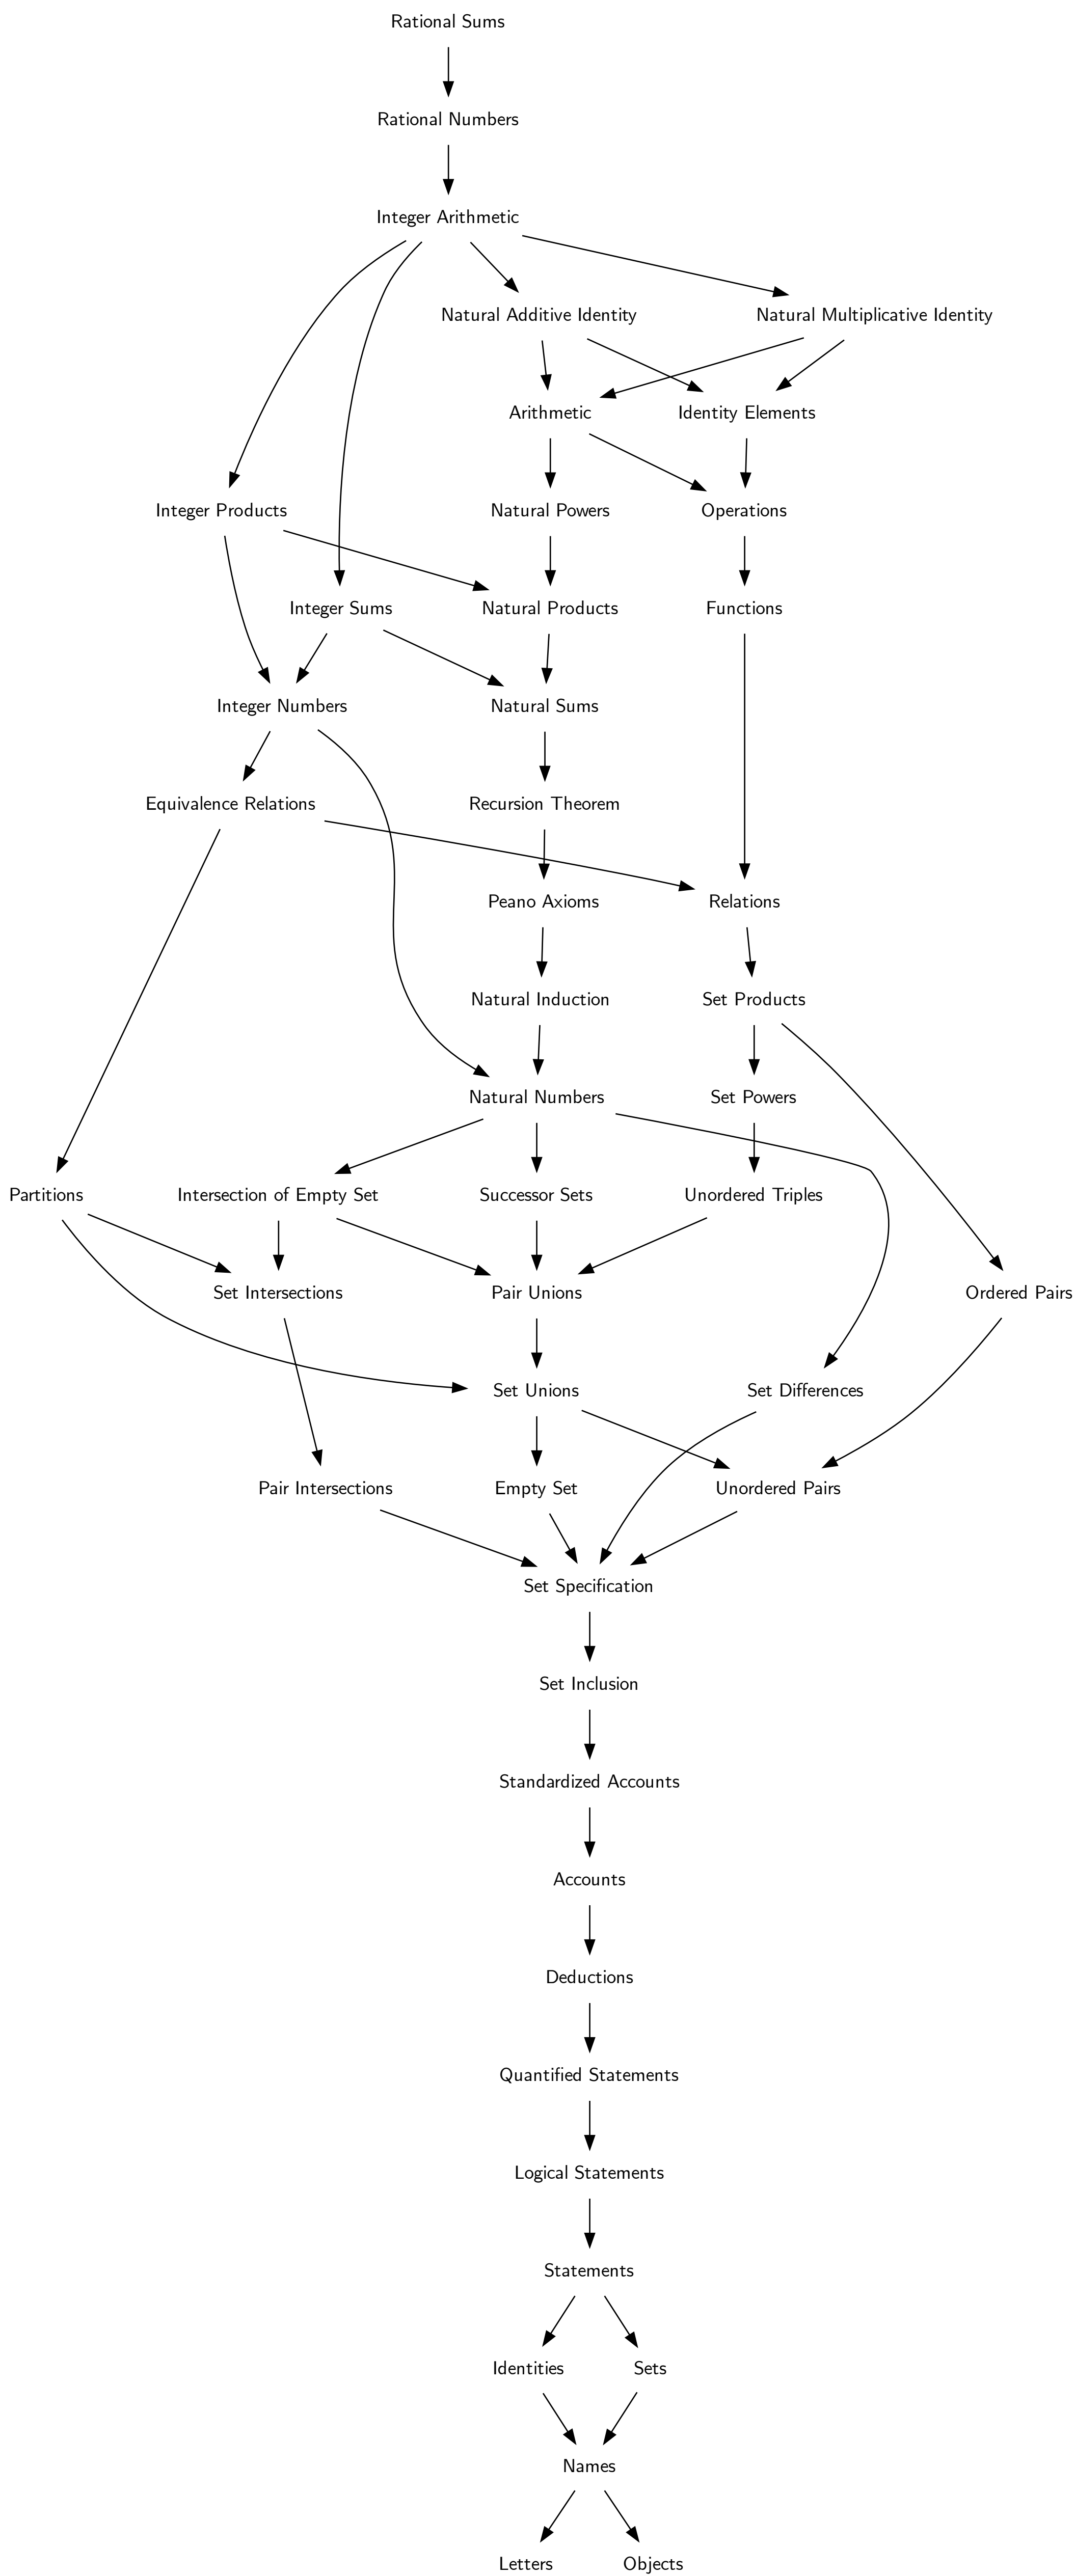 Rational Sums
Rational Numbers
Integer Arithmetic
Natural Additive Identity
Natural Multiplicative Identity
Arithmetic
Identity Elements
Integer Products
Natural Powers
Operations
Integer Sums
Natural Products
Functions
Integer Numbers
Natural Sums
Equivalence Relations
Recursion Theorem
Peano Axioms
Relations
Natural Induction
Set Products
Natural Numbers
Set Powers
Partitions
Intersection of Empty Set
Successor Sets
Unordered Triples
Set Intersections
Pair Unions
Ordered Pairs
Set Unions
Set Differences
Pair Intersections
Empty Set
Unordered Pairs
Set Specification
Set Inclusion
Standardized Accounts
Accounts
Deductions
Quantified Statements
Logical Statements
Statements
Identities
Sets
Names
Letters
Objects